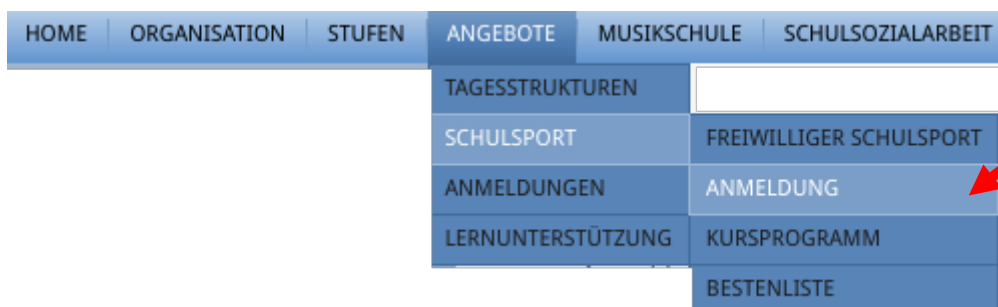 HOME ORGANISATION STUFEN ANGEBOTE MUSIKSCHULE SCHULSOZIALARBEIT
TAGESSTRUKTUREN
SCHULSPORT FREIWILLIGER SCHULSPORT
ANMELDUNGEN ANMELDUNG
LERNUNTERSTÜTZUNG KURSPROGRAMM
BESTENLISTE